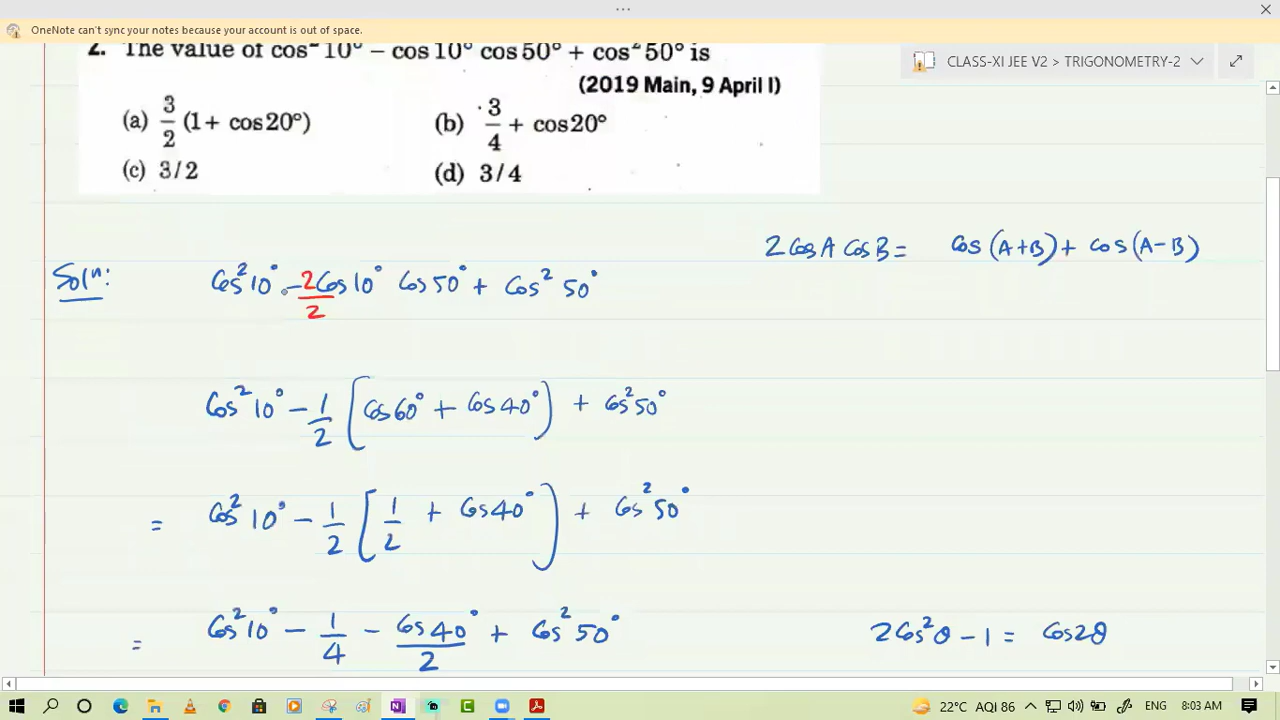 OneNote can't sync your notes because your account is out of space.
2. The value of cos² 10° − cos 10° cos 50° + cos² 50° is
(2019 Main, 9 April I)
CLASS-XI JEE V2 > TRIGONOMETRY-2
(a) 3/2 (1 + cos 20°)
(b) 3/4 + cos 20°
(c) 3/2
(d) 3/4
2 Cos A Cos B = Cos (A+B) + Cos (A−B)
Solⁿ: Cos² 10° − 2/2 Cos 10° Cos 50° + Cos² 50°
Cos² 10° − 1/2 [Cos 60° + Cos 40°] + Cos² 50°
= Cos² 10° − 1/2 [1/2 + Cos 40°] + Cos² 50°
= Cos² 10° − 1/4 − Cos 40°/2 + Cos² 50°
2 Cos² θ − 1 = Cos 2θ
22°C AQI 86 ENG 8:03 AM